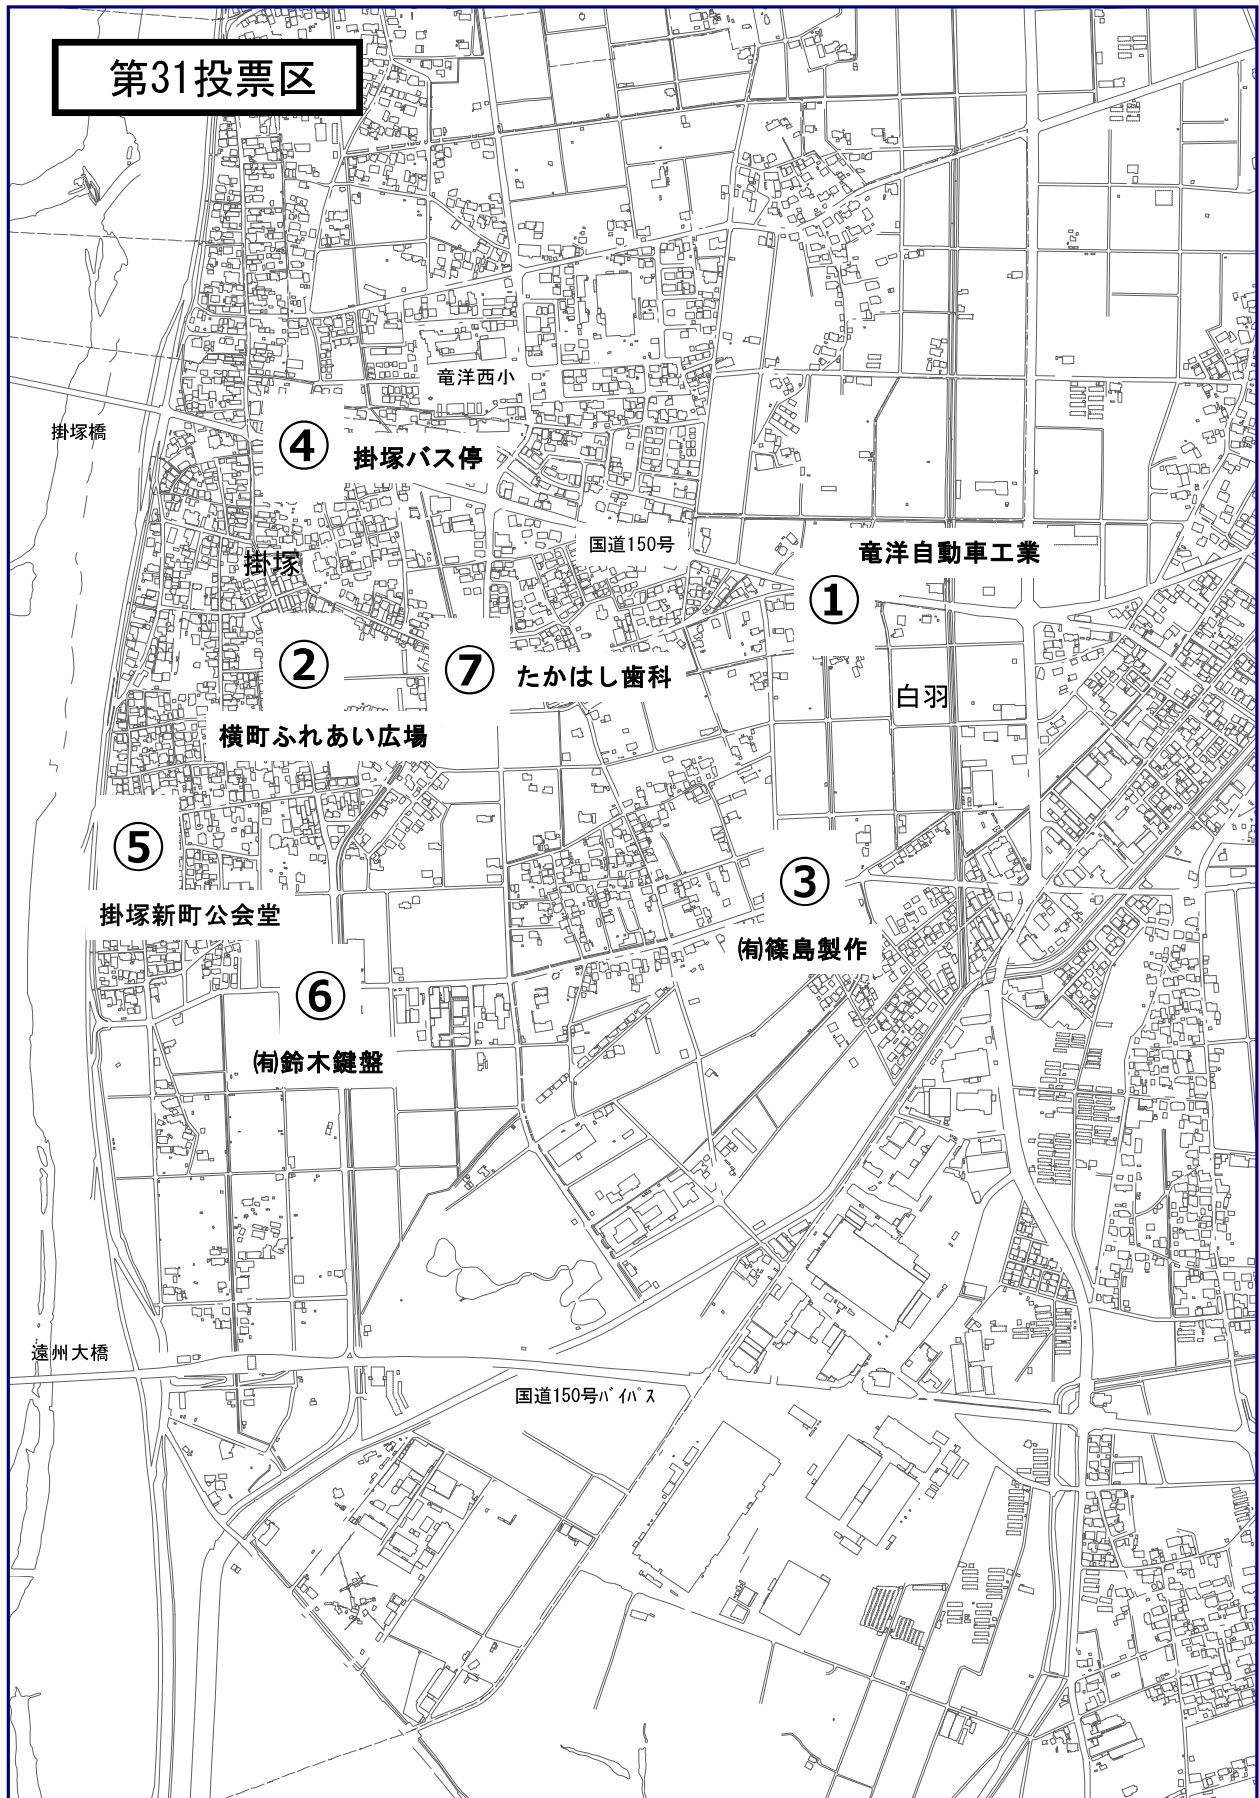 第31投票区
竜洋西小
掛塚橋
④
掛塚バス停
国道150号
竜洋自動車工業
掛塚
①
②
⑦
たかはし歯科
白羽
横町ふれあい広場
⑤
③
掛塚新町公会堂
㈲篠島製作
⑥
㈲鈴木鍵盤
遠州大橋
国道150号ﾊﾞｲﾊﾟｽ